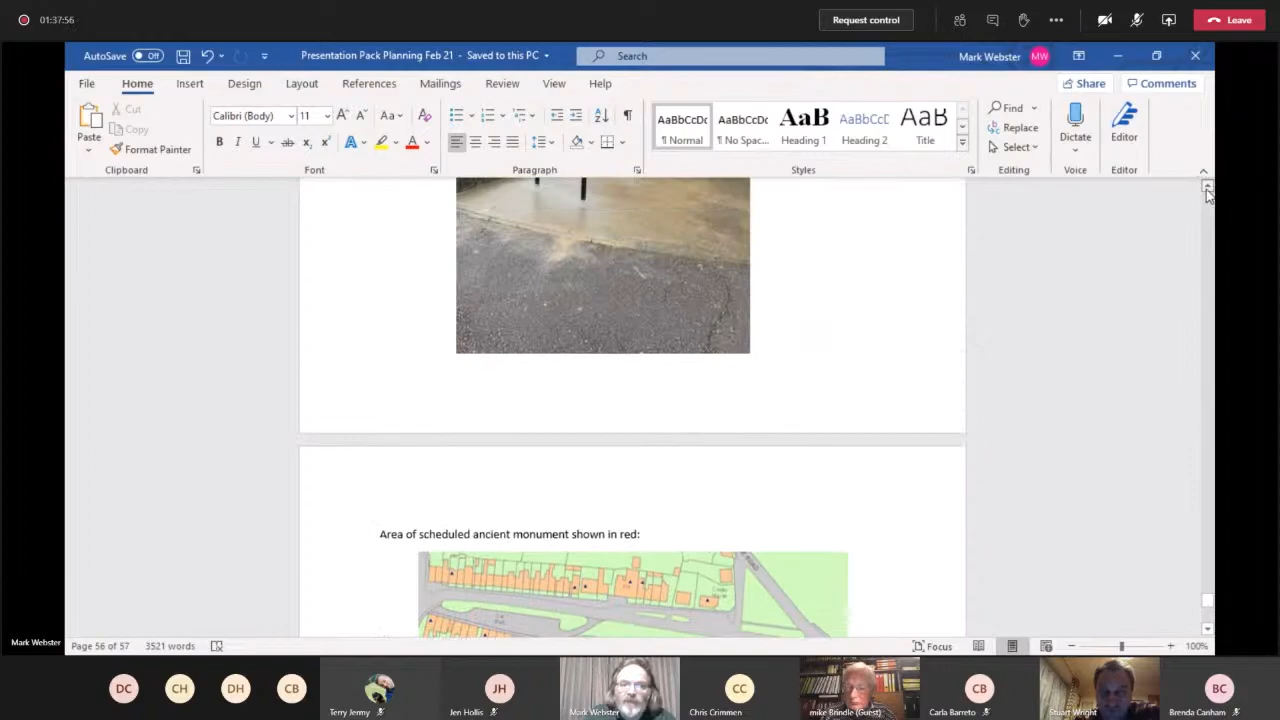 01:37:56
Request control
Leave
AutoSave Off
Presentation Pack Planning Feb 21 - Saved to this PC
Search
Mark Webster MW
File Home Insert Draw Design Layout References Mailings Review View Help
Share Comments
Paste
Cut
Copy
Format Painter
Clipboard
Calibri (Body) 11
Font
Paragraph
AaBbCcDc AaBbCcDc AaB AaBbCcD AaB
¶ Normal ¶ No Spac... Heading 1 Heading 2 Title
Styles
Find
Replace
Select
Editing
Dictate
Voice
Editor
Editor
Area of scheduled ancient monument shown in red:
Mark Webster
Page 56 of 57 3521 words
Focus
100%
DC CH DH CB JH CC CB BC
Terry Jermy Jen Hollis Mark Webster Chris Crimmen mike Brindle (Guest) Carla Barreto Stuart Wright Brenda Canham